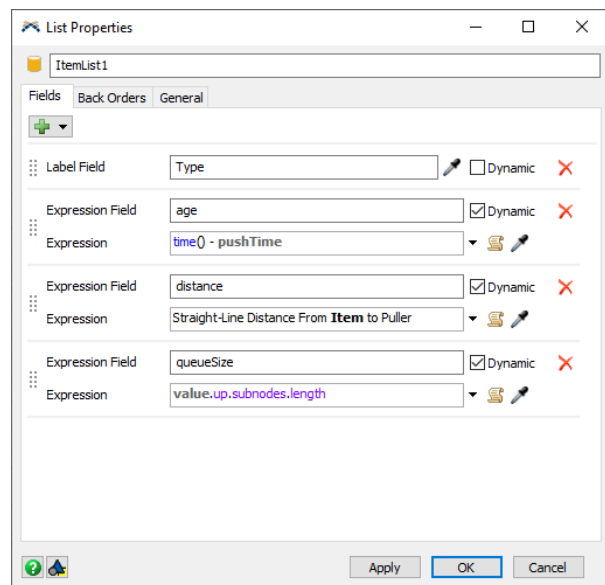 List Properties
ItemList1
Fields Back Orders General
Label Field Type Dynamic
Expression Field age Dynamic
Expression time() - pushTime
Expression Field distance Dynamic
Expression Straight-Line Distance From Item to Puller
Expression Field queueSize Dynamic
Expression value.up.subnodes.length
? Apply OK Cancel